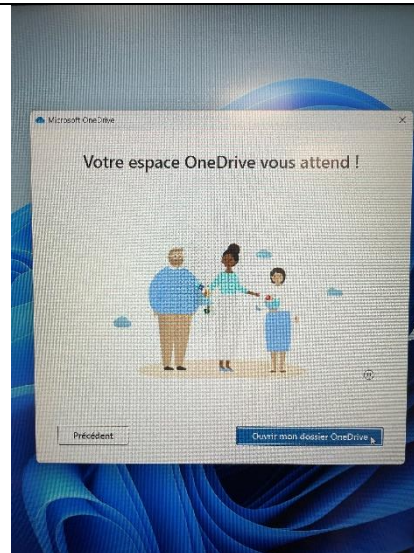 Microsoft OneDrive
Votre espace OneDrive vous attend !
Précédent
Ouvrir mon dossier OneDrive